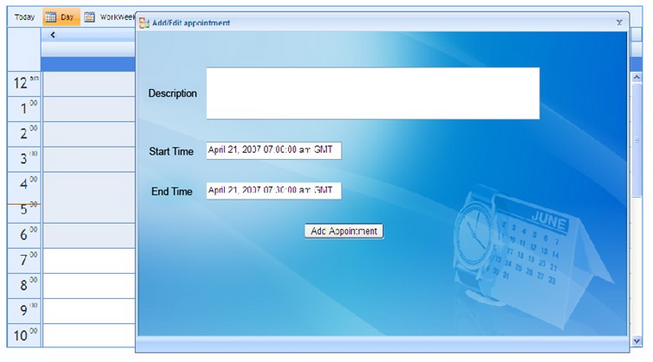 Today Day WorkWeek
Add/Edit appointment x
12 am
1 00
2 00
3 00
4 00
5 00
6 00
7 00
8 00
9 00
10 00
Description
Start Time April 21, 2007 07:00:00 am GMT
End Time April 21, 2007 07:30:00 am GMT
Add Appointment
JUNE